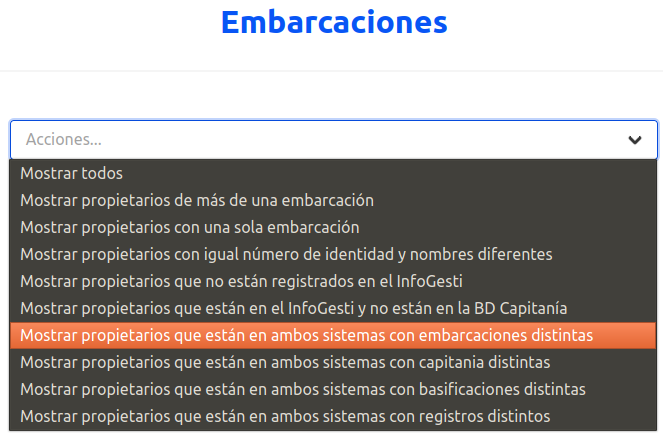 Embarcaciones
Acciones...
Mostrar todos
Mostrar propietarios de más de una embarcación
Mostrar propietarios con una sola embarcación
Mostrar propietarios con igual número de identidad y nombres diferentes
Mostrar propietarios que no están registrados en el InfoGesti
Mostrar propietarios que están en el InfoGesti y no están en la BD Capitanía
Mostrar propietarios que están en ambos sistemas con embarcaciones distintas
Mostrar propietarios que están en ambos sistemas con capitania distintas
Mostrar propietarios que están en ambos sistemas con basificaciones distintas
Mostrar propietarios que están en ambos sistemas con registros distintos